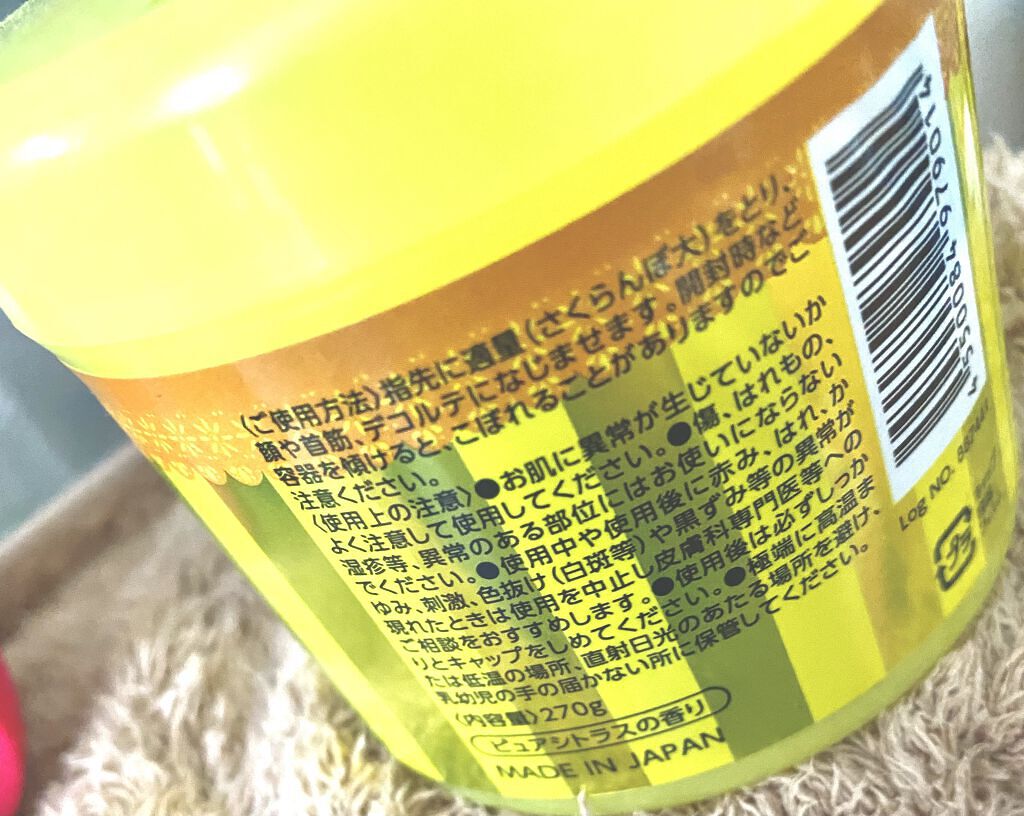 〈ご使用方法〉指先に適量(さくらんぼ大)をとり、
顔や首筋、デコルテになじませます。開封時など、
容器を傾けると、こぼれることがありますのでご
注意ください。
〈使用上の注意〉●お肌に異常が生じていないか
よく注意して使用してください。●傷、はれもの、
湿疹等、異常のある部位にはお使いにならない
でください。●使用中や使用後に赤み、はれ、か
ゆみ、刺激、色抜け(白斑等)や黒ずみ等の異常が
現れたときは使用を中止し皮膚科専門医等への
ご相談をおすすめします。●使用後は必ずしっか
りとキャップをしめてください。●極端に高温ま
たは低温の場所、直射日光のあたる場所を避け、
乳幼児の手の届かない所に保管してください。
〈内容量〉270g
ピュアシトラスの香り
MADE IN JAPAN
Log NO.
プラ